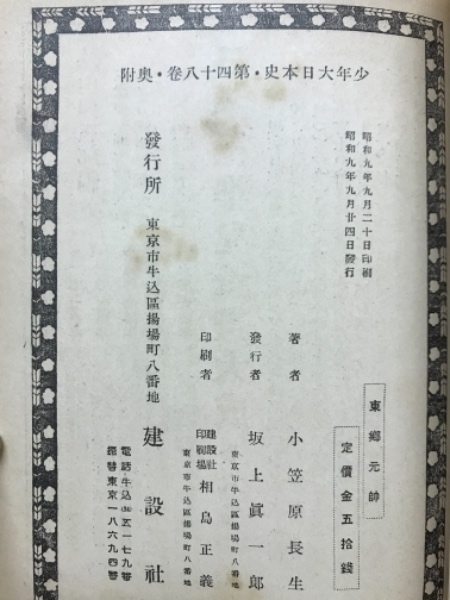 少年大日本史・第四十八卷・奧附
昭和九年九月二十日印刷
昭和九年九月廿四日發行
東鄕元帥
定價金五拾錢
著者 小笠原長生
發行者 坂上眞一郎
東京市牛込區揚場町八番地
印刷者 建設社印刷場 相島正義
東京市牛込區揚場町八番地
發行所 東京市牛込區揚場町八番地 建設社
電話・牛込(34)五一七九番
振替東京一八六九四番